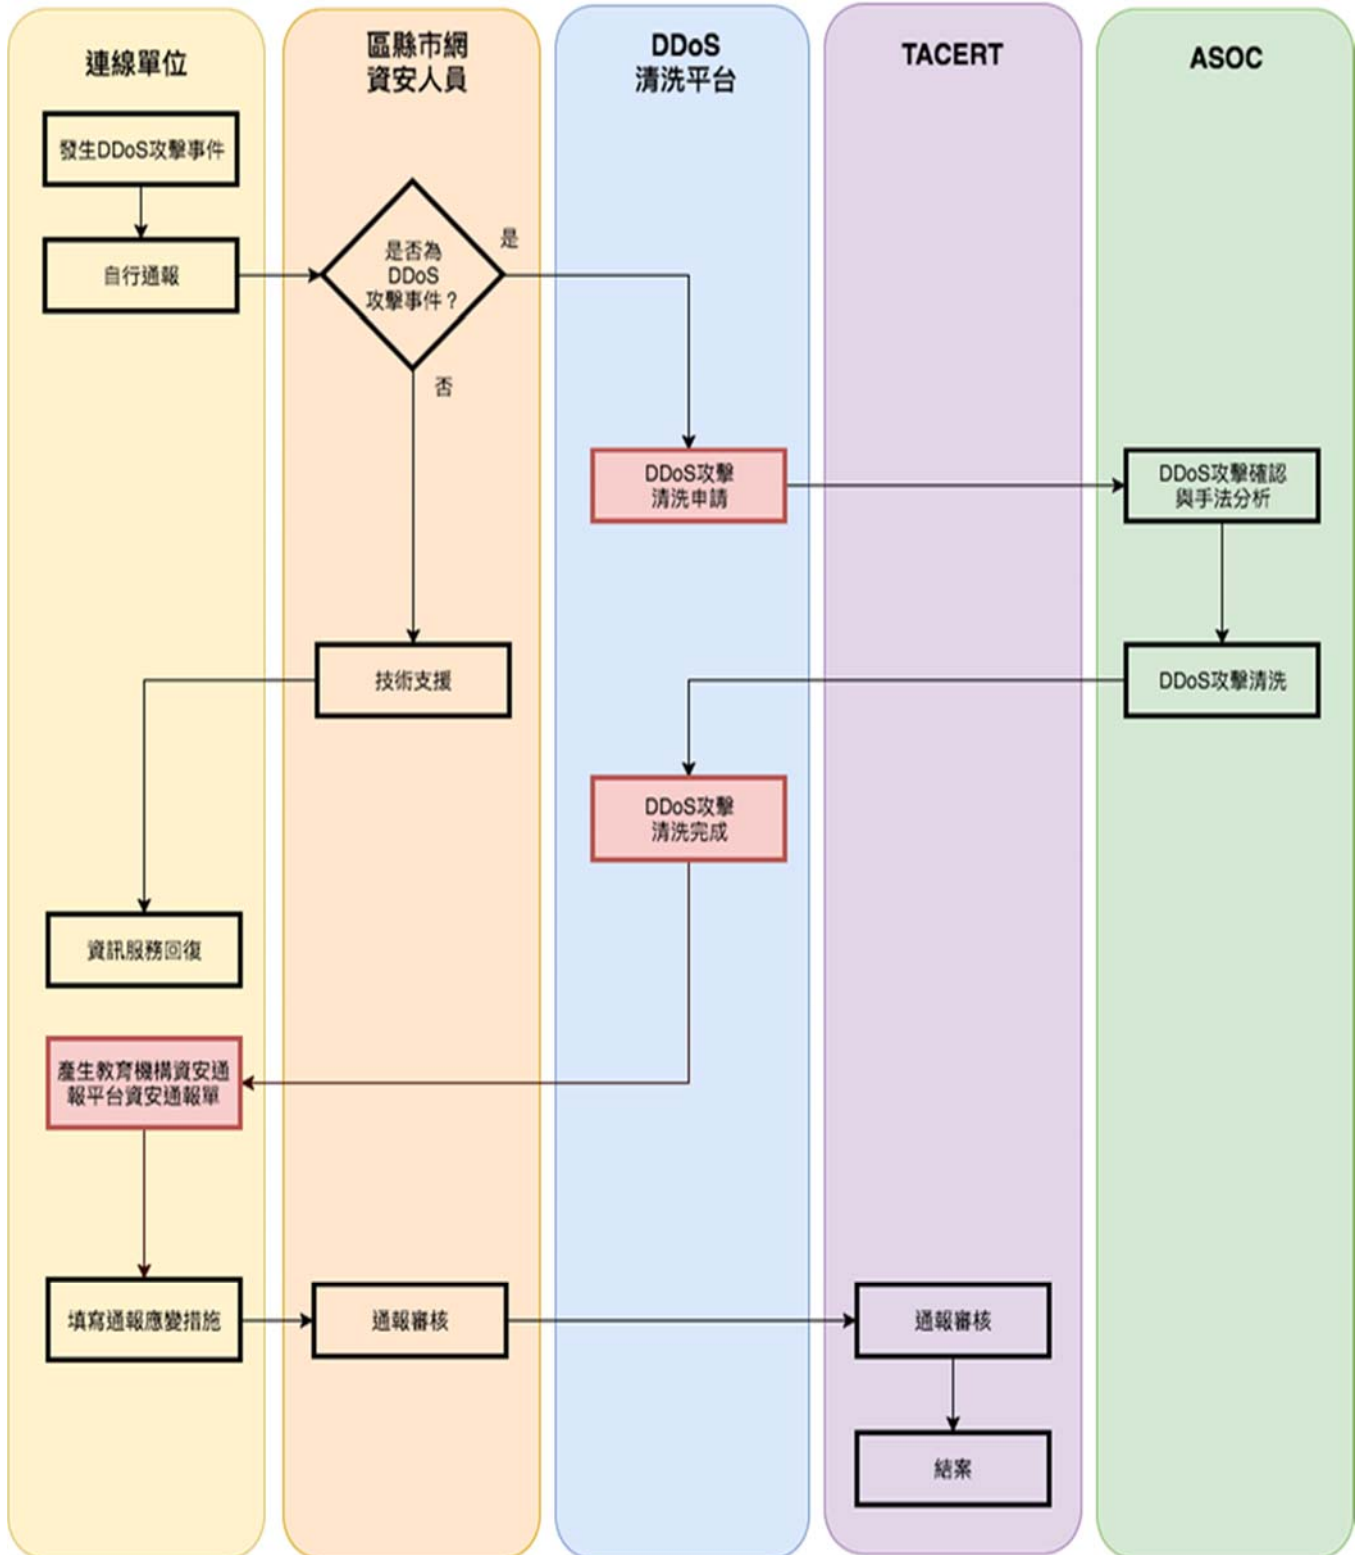 連線單位
區縣市網
資安人員
DDoS
清洗平台
TACERT
ASOC
發生DDoS攻擊事件
自行通報
是否為
DDoS
攻擊事件？
是
否
DDoS攻擊
清洗申請
DDoS攻擊確認
與手法分析
技術支援
DDoS攻擊清洗
DDoS攻擊
清洗完成
資訊服務回復
產生教育機構資安通
報平台資安通報單
填寫通報應變措施
通報審核
通報審核
結案